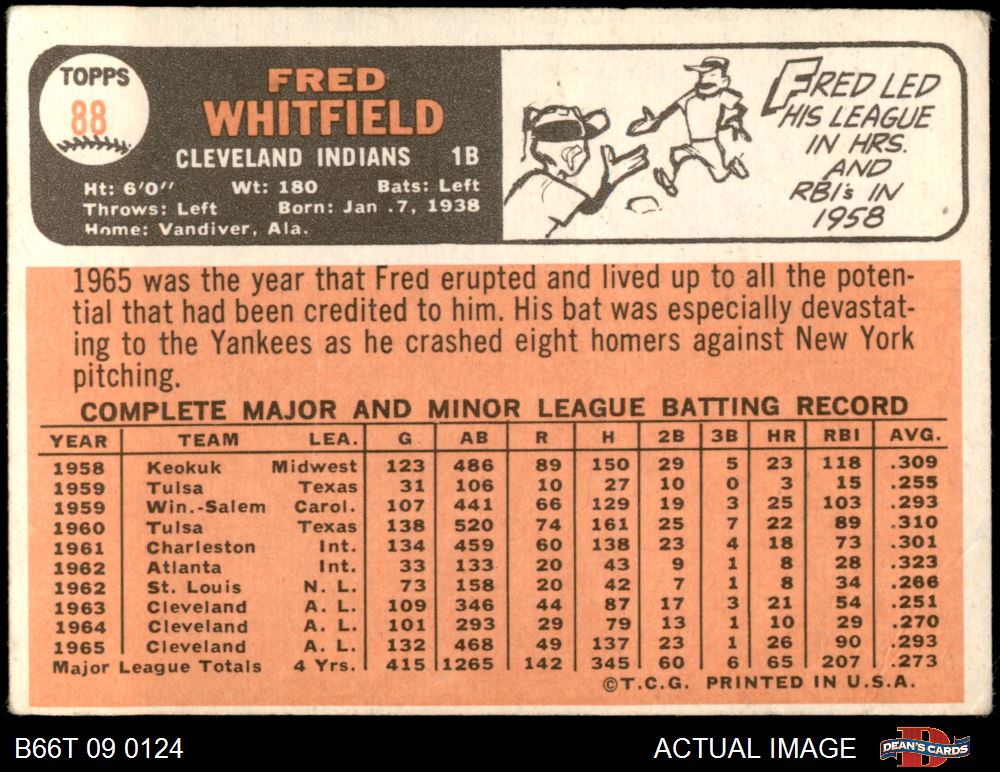 TOPPS
88
FRED
WHITFIELD
CLEVELAND INDIANS 1B
Ht: 6'0" Wt: 180 Bats: Left
Throws: Left Born: Jan .7, 1938
Home: Vandiver, Ala.
FRED LED
HIS LEAGUE
IN HRS.
AND
RBI's IN
1958
1965 was the year that Fred erupted and lived up to all the poten-
tial that had been credited to him. His bat was especially devastat-
ing to the Yankees as he crashed eight homers against New York
pitching.
COMPLETE MAJOR AND MINOR LEAGUE BATTING RECORD
YEAR TEAM LEA. G AB R H 2B 3B HR RBI AVG.
1958 Keokuk Midwest 123 486 89 150 29 5 23 118 .309
1959 Tulsa Texas 31 106 10 27 10 0 3 15 .255
1959 Win.-Salem Carol. 107 441 66 129 19 3 25 103 .293
1960 Tulsa Texas 138 520 74 161 25 7 22 89 .310
1961 Charleston Int. 134 459 60 138 23 4 18 73 .301
1962 Atlanta Int. 33 133 20 43 9 1 8 28 .323
1962 St. Louis N. L. 73 158 20 42 7 1 8 34 .266
1963 Cleveland A. L. 109 346 44 87 17 3 21 54 .251
1964 Cleveland A. L. 101 293 29 79 13 1 10 29 .270
1965 Cleveland A. L. 132 468 49 137 23 1 26 90 .293
Major League Totals 4 Yrs. 415 1265 142 345 60 6 65 207 .273
©T.C.G. PRINTED IN U.S.A.
B66T 09 0124 ACTUAL IMAGE
DEAN'S CARDS